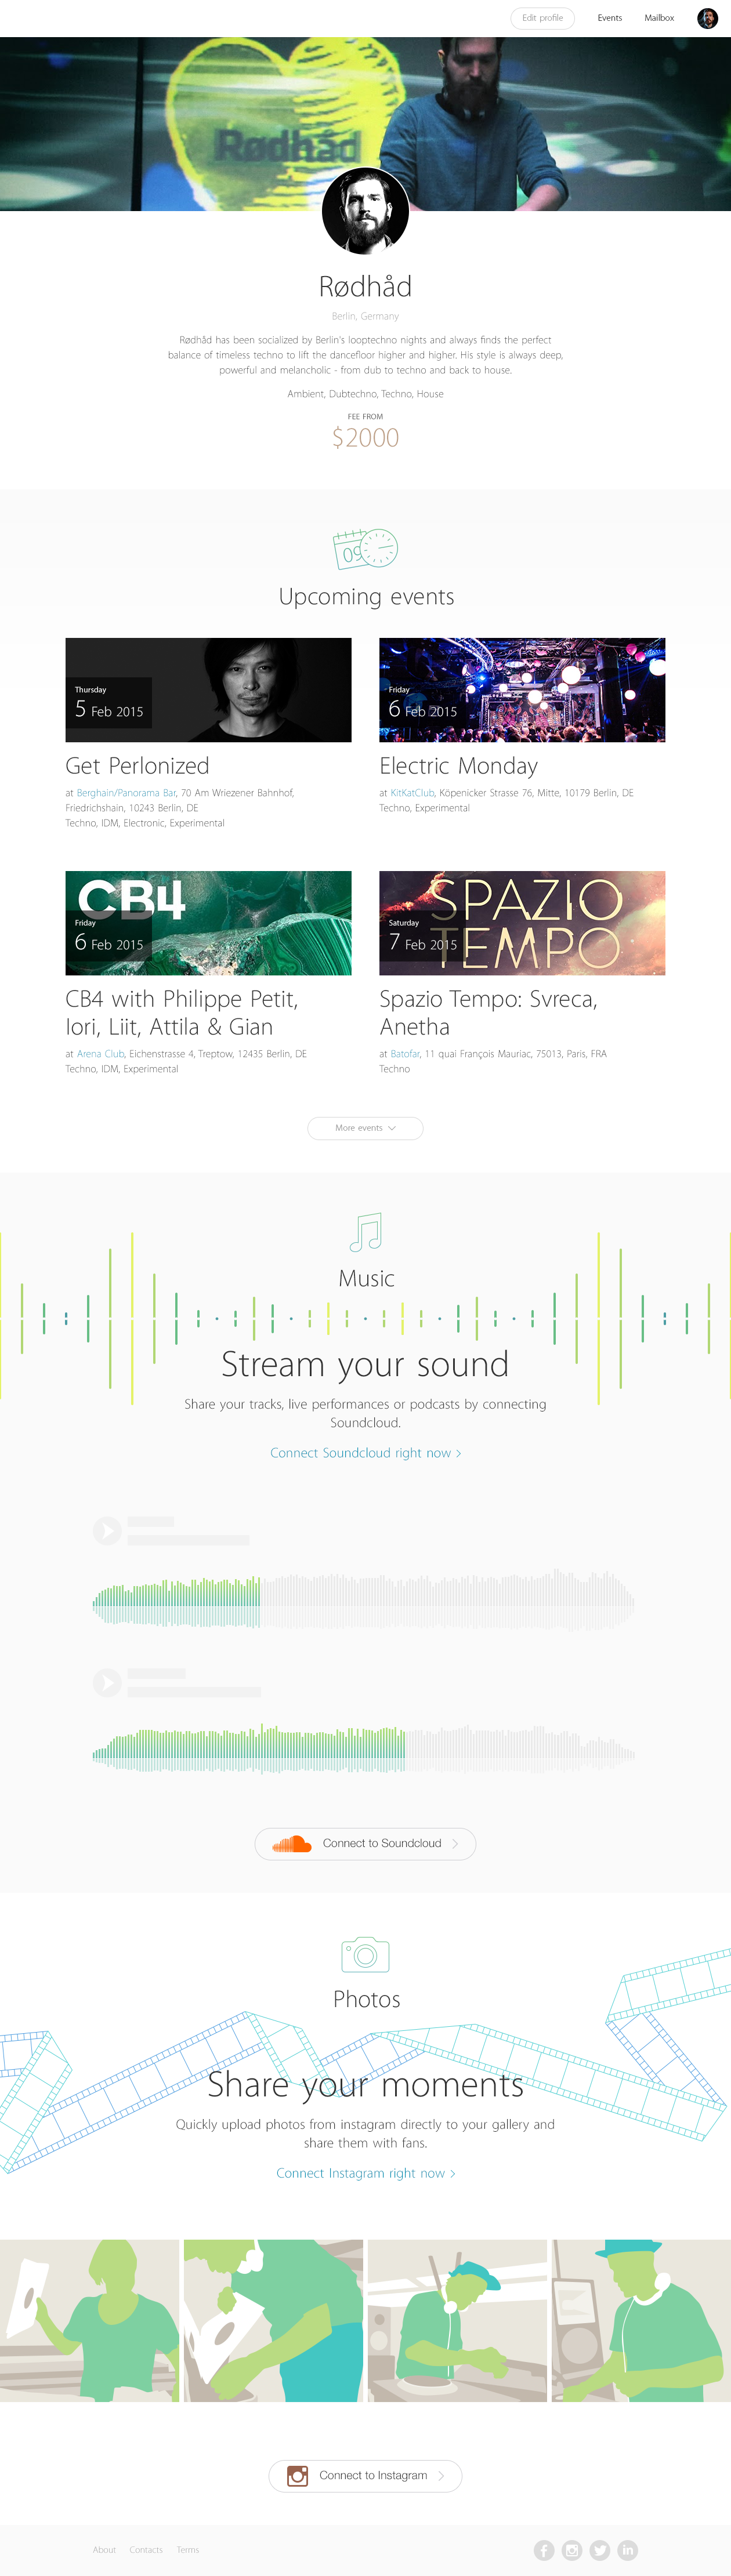 Edit profile
Events
Mailbox
Rødhåd
Rødhåd
Berlin, Germany
Rødhåd has been socialized by Berlin's looptechno nights and always finds the perfect
balance of timeless techno to lift the dancefloor higher and higher. His style is always deep,
powerful and melancholic - from dub to techno and back to house.
Ambient, Dubtechno, Techno, House
FEE FROM
$2000
09
Upcoming events
Thursday
5 Feb 2015
Get Perlonized
at Berghain/Panorama Bar, 70 Am Wriezener Bahnhof,
Friedrichshain, 10243 Berlin, DE
Techno, IDM, Electronic, Experimental
Friday
6 Feb 2015
Electric Monday
at KitKatClub, Köpenicker Strasse 76, Mitte, 10179 Berlin, DE
Techno, Experimental
CB4
Friday
6 Feb 2015
CB4 with Philippe Petit,
Iori, Liit, Attila & Gian
at Arena Club, Eichenstrasse 4, Treptow, 12435 Berlin, DE
Techno, IDM, Experimental
SPAZIO
TEMPO
Saturday
7 Feb 2015
Spazio Tempo: Svreca,
Anetha
at Batofar, 11 quai François Mauriac, 75013, Paris, FRA
Techno
More events
Music
Stream your sound
Share your tracks, live performances or podcasts by connecting
Soundcloud.
Connect Soundcloud right now
Connect to Soundcloud
Photos
Share your moments
Quickly upload photos from instagram directly to your gallery and
share them with fans.
Connect Instagram right now
Connect to Instagram
About
Contacts
Terms